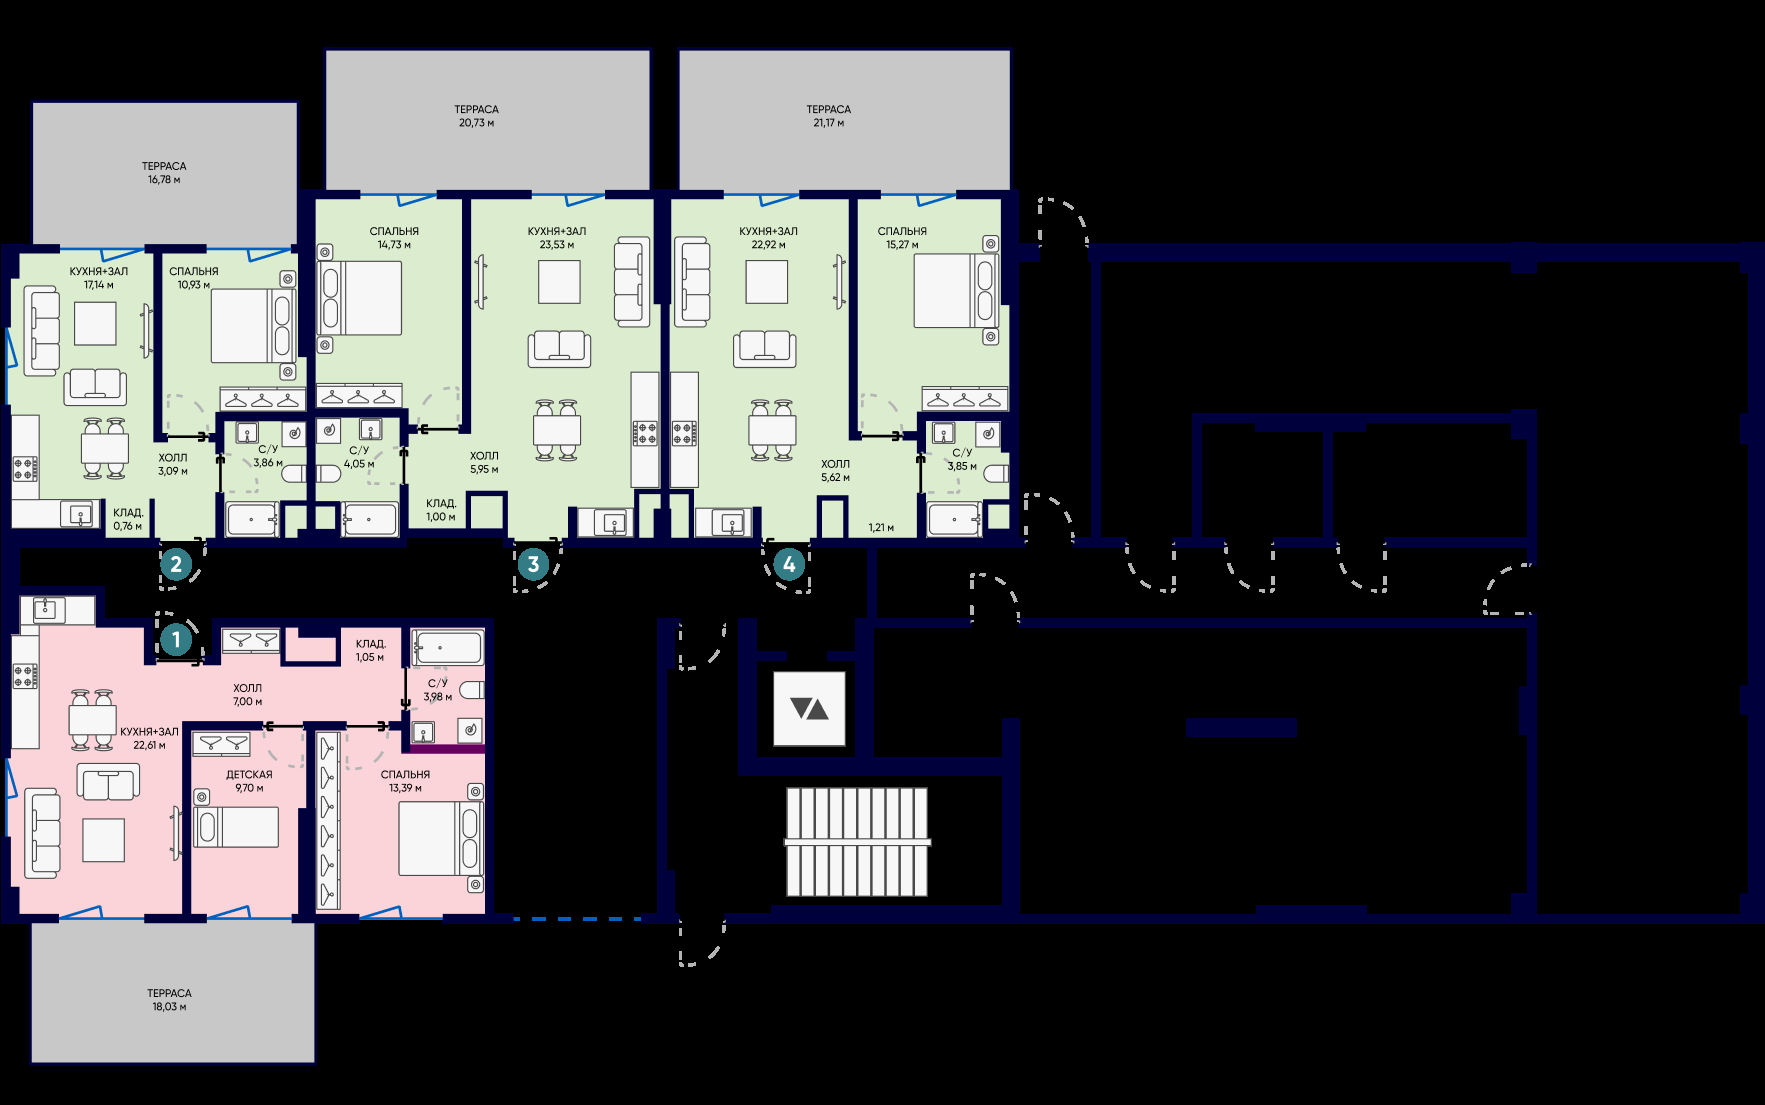 ТЕРРАСА
20,73 м
ТЕРРАСА
21,17 м
ТЕРРАСА
16,78 м
КУХНЯ+ЗАЛ
17,14 м
СПАЛЬНЯ
10,93 м
ХОЛЛ
3,09 м
С/У
3,86 м
КЛАД.
0,76 м
2
СПАЛЬНЯ
14,73 м
КУХНЯ+ЗАЛ
23,53 м
С/У
4,05 м
ХОЛЛ
5,95 м
КЛАД.
1,00 м
3
КУХНЯ+ЗАЛ
22,92 м
СПАЛЬНЯ
15,27 м
ХОЛЛ
5,62 м
С/У
3,85 м
1,21 м
4
1
КЛАД.
1,05 м
ХОЛЛ
7,00 м
С/У
3,98 м
КУХНЯ+ЗАЛ
22,61 м
ДЕТСКАЯ
9,70 м
СПАЛЬНЯ
13,39 м
ТЕРРАСА
18,03 м